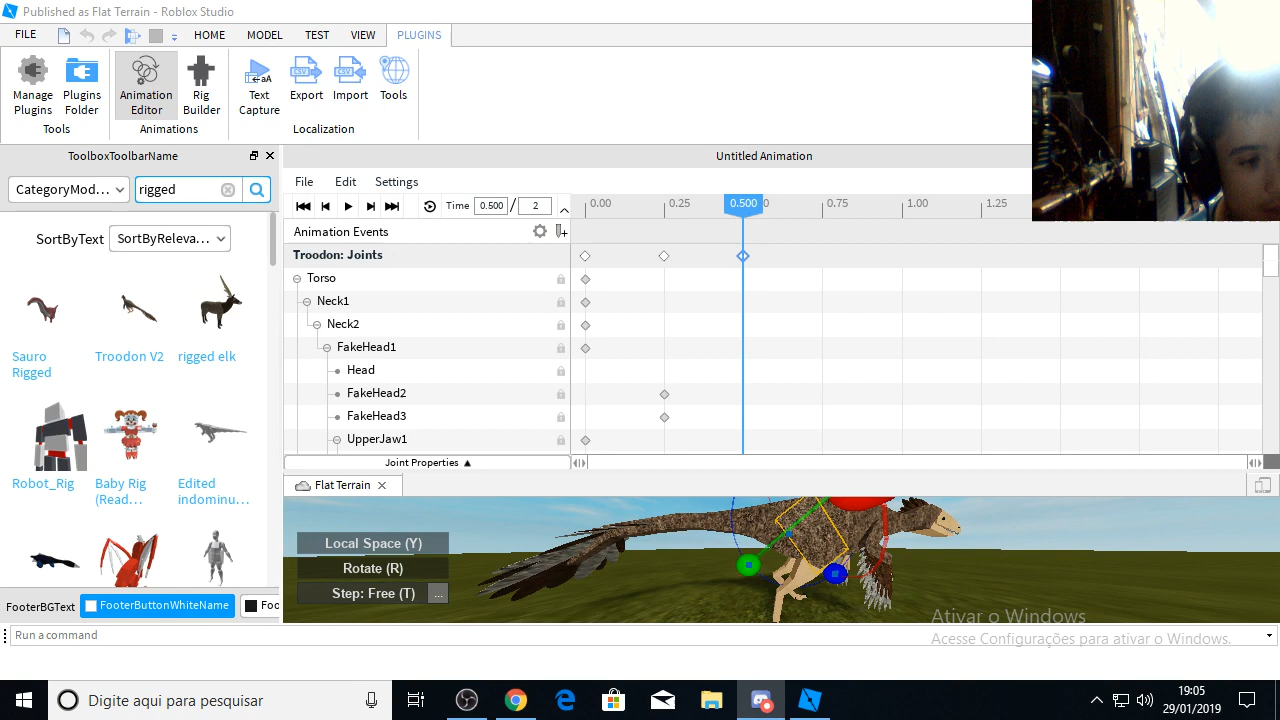 Published as Flat Terrain - Roblox Studio
FILE HOME MODEL TEST VIEW PLUGINS
Manage Plugins
Plugins Folder
Animation Editor
Rig Builder
Text Capture
Export
Import
Tools
Tools
Animations
Localization
ToolboxToolbarName
CategoryMod...
rigged
SortByText
SortByReleva...
Sauro Rigged
Troodon V2
rigged elk
Robot_Rig
Baby Rig (Read...
Edited indominu...
FooterBGText
FooterButtonWhiteName
Foo
Untitled Animation
File Edit Settings
Time 0.500 / 2
0.00 0.25 0.500 0 0.75 1.00 1.25
Animation Events
Troodon: Joints
Torso
Neck1
Neck2
FakeHead1
Head
FakeHead2
FakeHead3
UpperJaw1
Joint Properties ▲
Flat Terrain
Local Space (Y)
Rotate (R)
Step: Free (T) ...
Ativar o Windows
Acesse Configurações para ativar o Windows.
Run a command
Digite aqui para pesquisar
19:05
29/01/2019